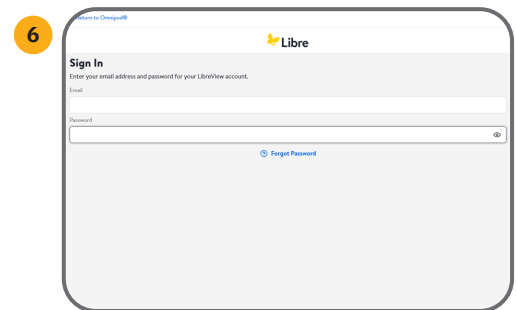 6
Return to Omnipod®
Libre
Sign In
Enter your email address and password for your LibreView account.
Email
Password
Forgot Password